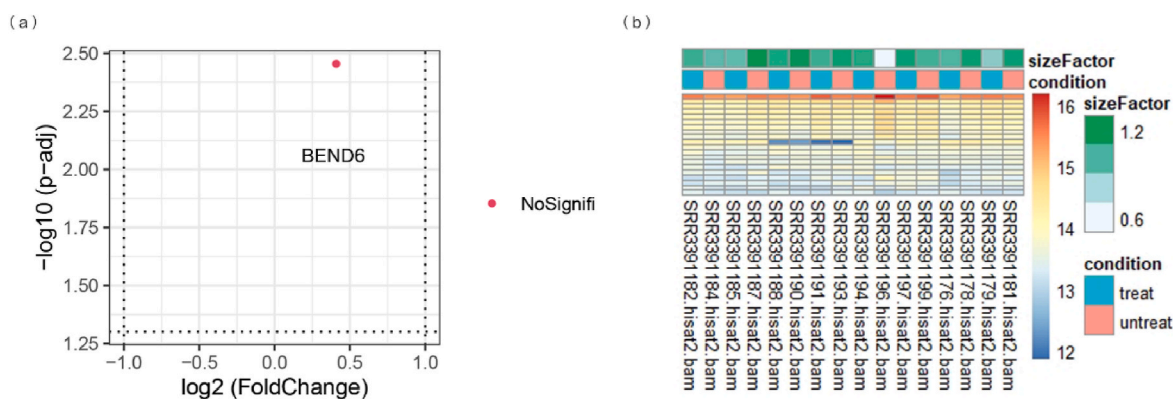 (a)
2.50
2.25
2.00
1.75
1.50
1.25
−log10 (p−adj)
BEND6
−1.0 −0.5 0.0 0.5 1.0
log2 (FoldChange)
NoSignifi
(b)
sizeFactor
condition
16
15
14
13
12
sizeFactor
1.2
0.6
condition
treat
untreat
SRR3391182.hisat2.bam
SRR3391184.hisat2.bam
SRR3391185.hisat2.bam
SRR3391187.hisat2.bam
SRR3391188.hisat2.bam
SRR3391190.hisat2.bam
SRR3391191.hisat2.bam
SRR3391193.hisat2.bam
SRR3391194.hisat2.bam
SRR3391196.hisat2.bam
SRR3391197.hisat2.bam
SRR3391199.hisat2.bam
SRR3391176.hisat2.bam
SRR3391178.hisat2.bam
SRR3391179.hisat2.bam
SRR3391181.hisat2.bam